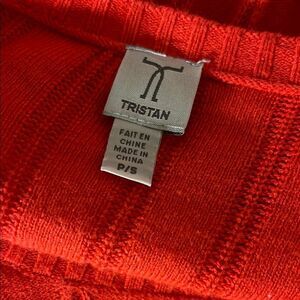 TRISTAN
FAIT EN
CHINE
MADE IN
CHINA
P/S